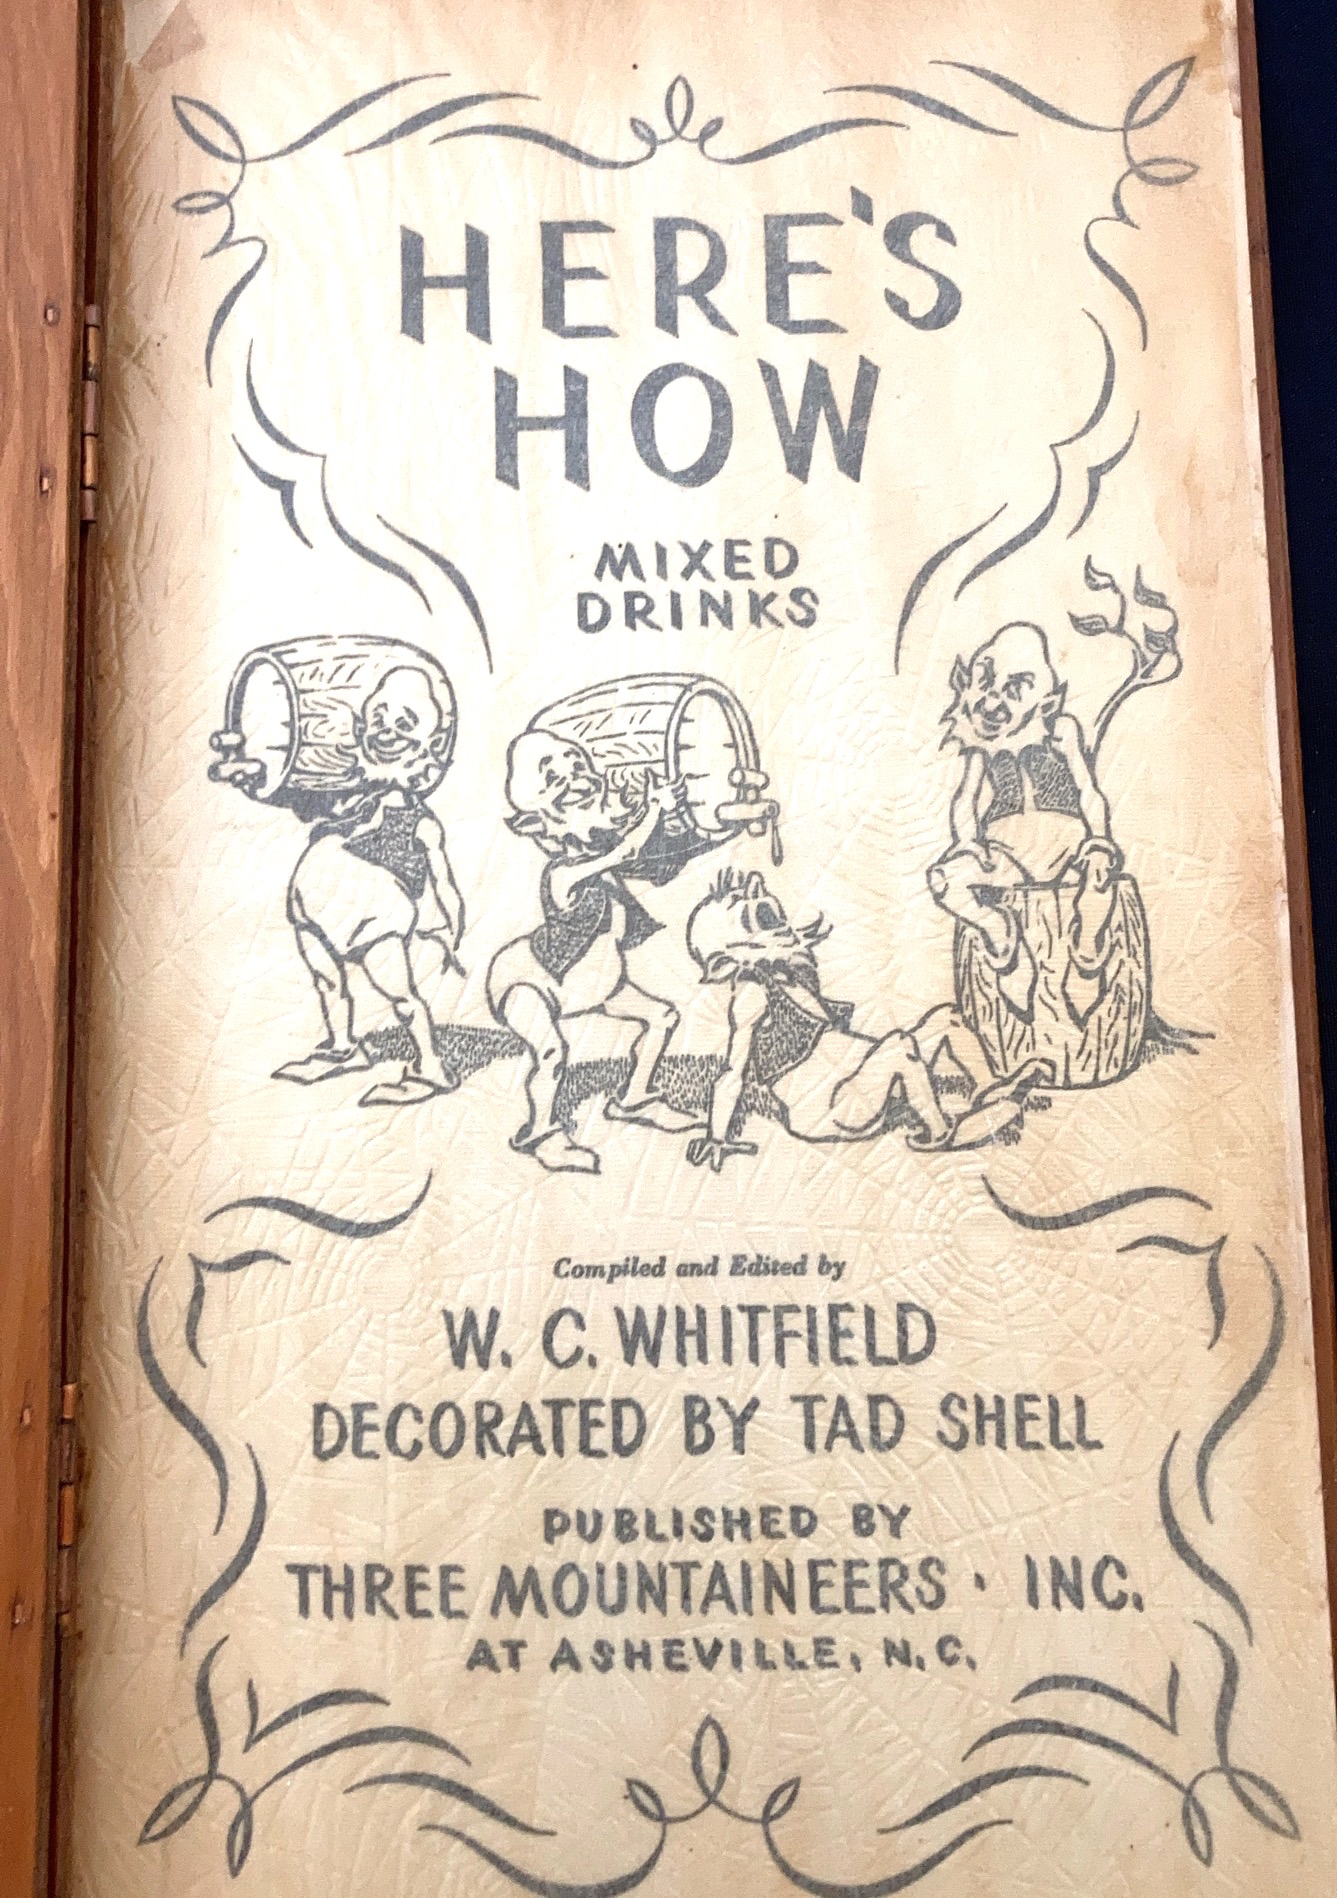 HERE'S
HOW
MIXED
DRINKS
Compiled and Edited by
W. C. WHITFIELD
DECORATED BY TAD SHELL
PUBLISHED BY
THREE MOUNTAINEERS · INC.
AT ASHEVILLE, N.C.